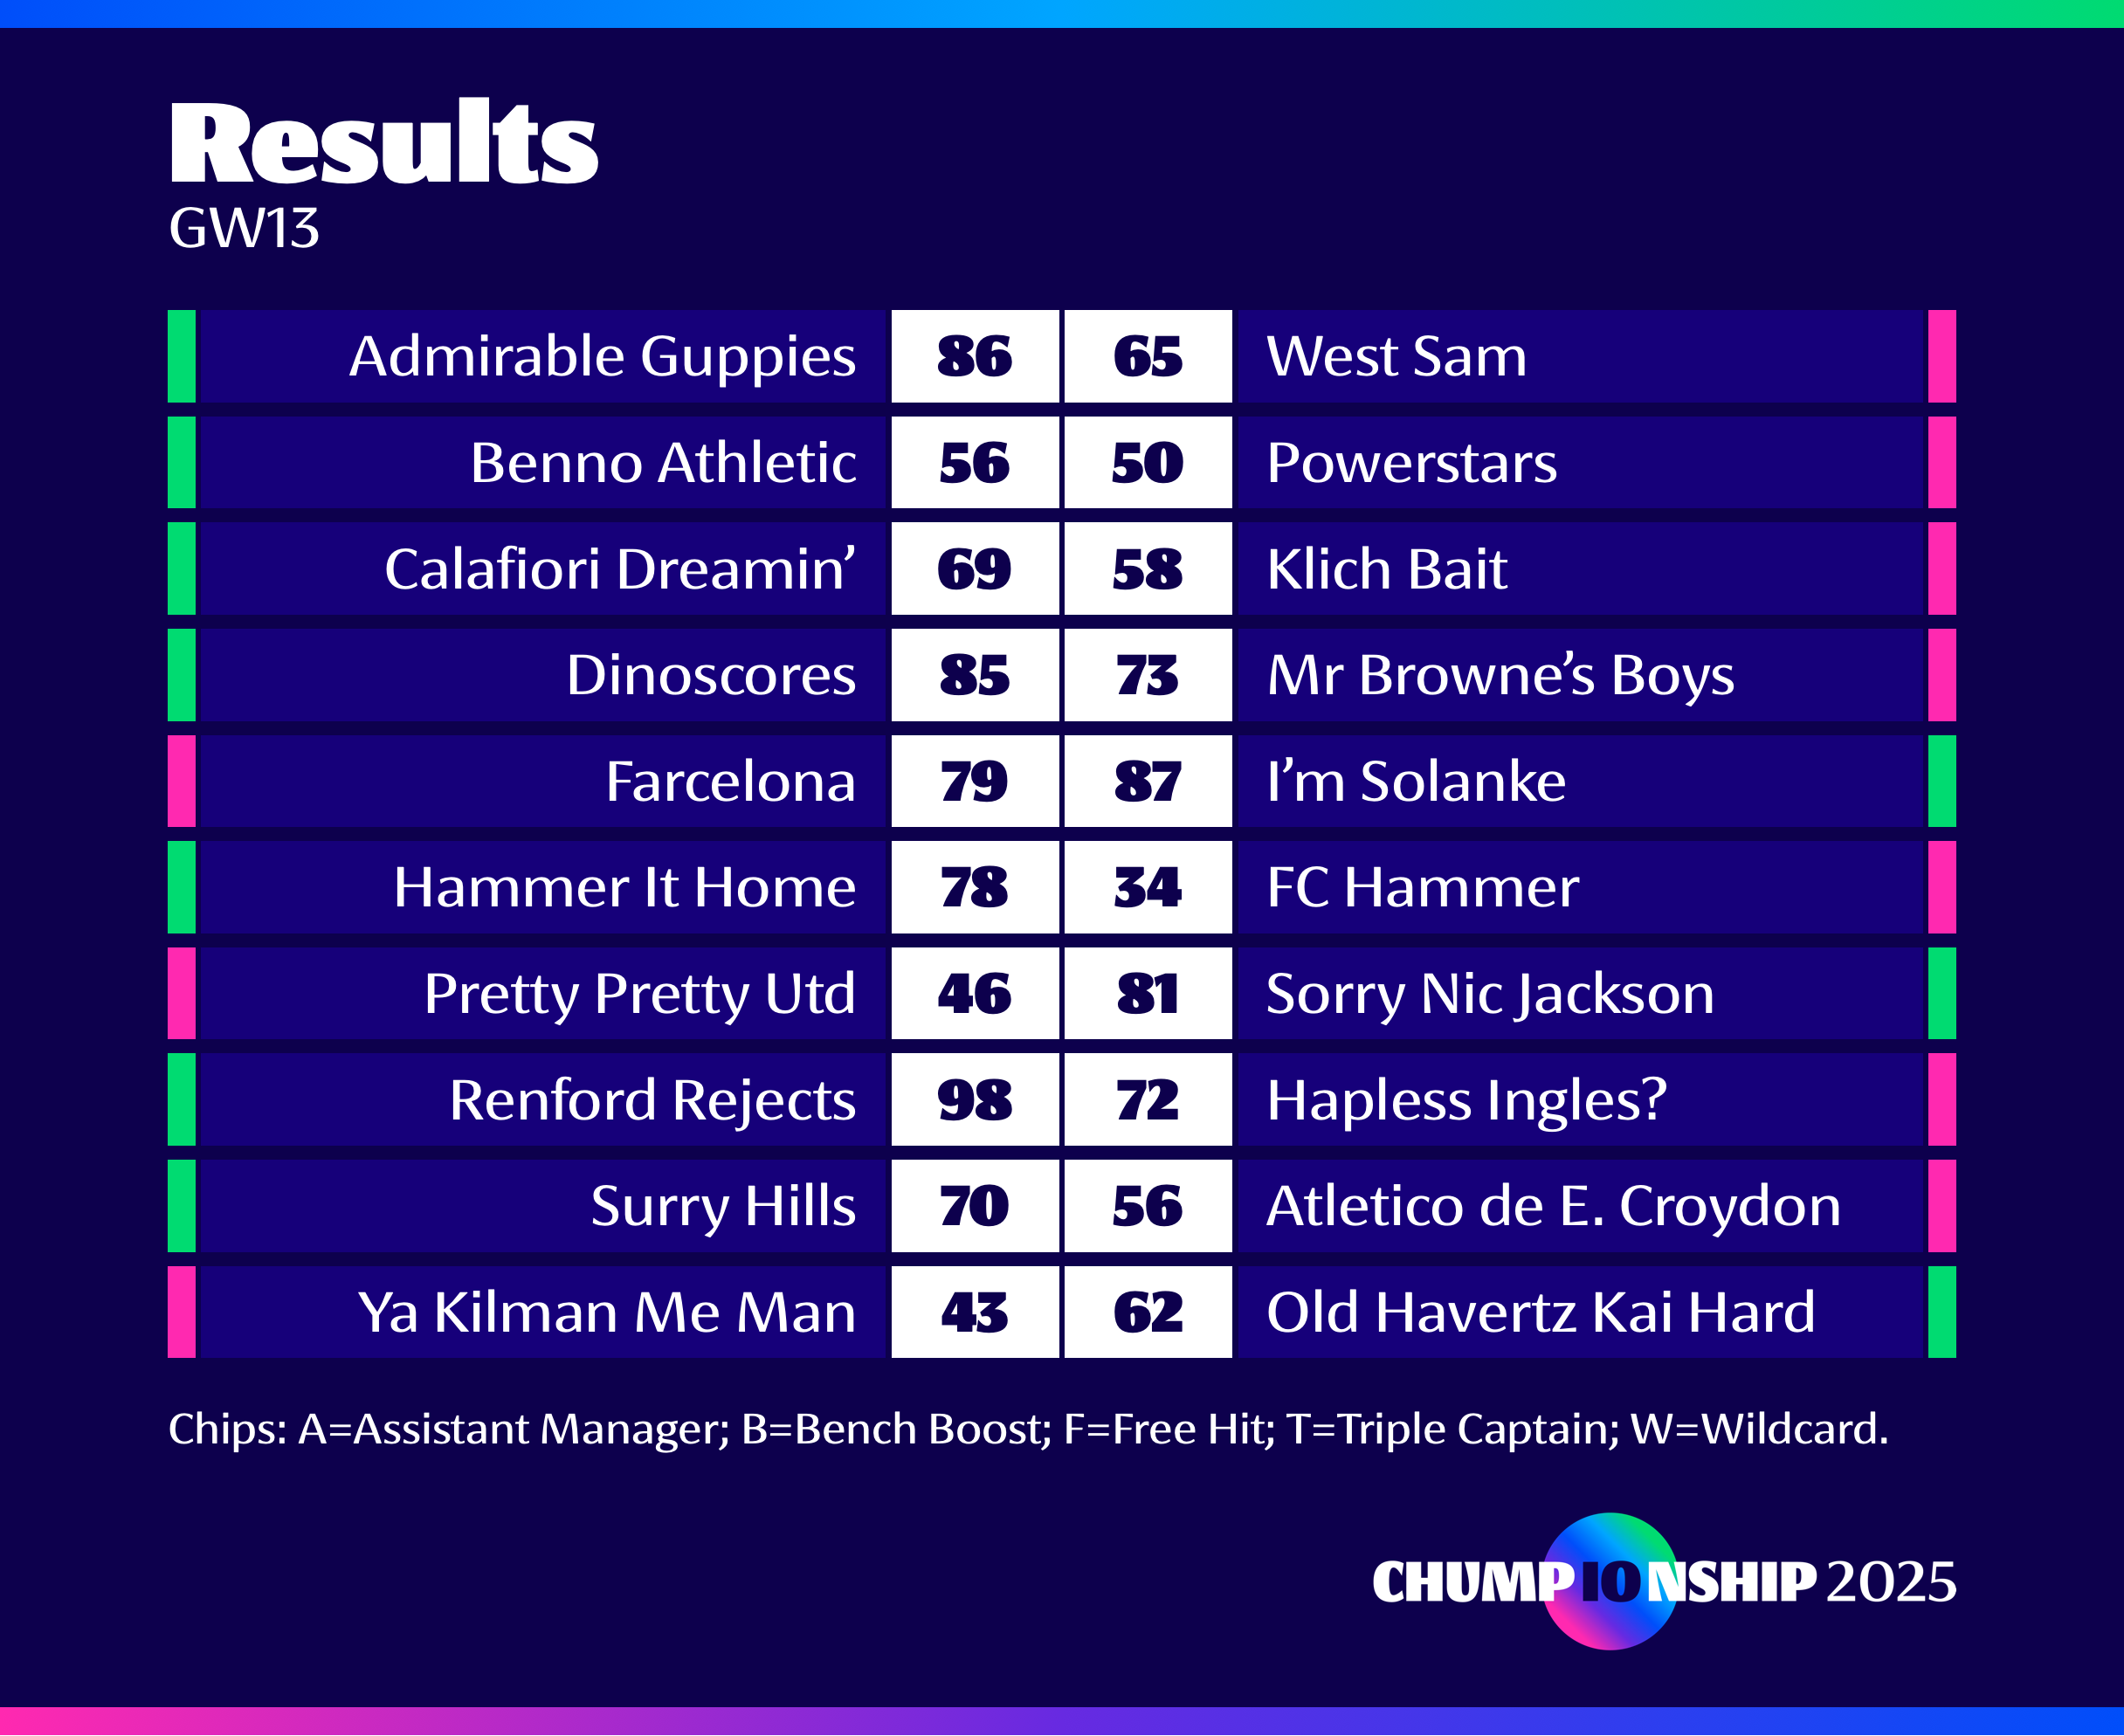 Results
GW13
Admirable Guppies 86 65 West Sam
Benno Athletic 56 50 Powerstars
Calafiori Dreamin’ 69 58 Klich Bait
Dinoscores 85 73 Mr Browne’s Boys
Farcelona 79 87 I’m Solanke
Hammer It Home 78 34 FC Hammer
Pretty Pretty Utd 46 81 Sorry Nic Jackson
Renford Rejects 98 72 Hapless Ingles?
Surry Hills 70 56 Atletico de E. Croydon
Ya Kilman Me Man 43 62 Old Havertz Kai Hard
Chips: A=Assistant Manager; B=Bench Boost; F=Free Hit; T=Triple Captain; W=Wildcard.
CHUMPIONSHIP 2025